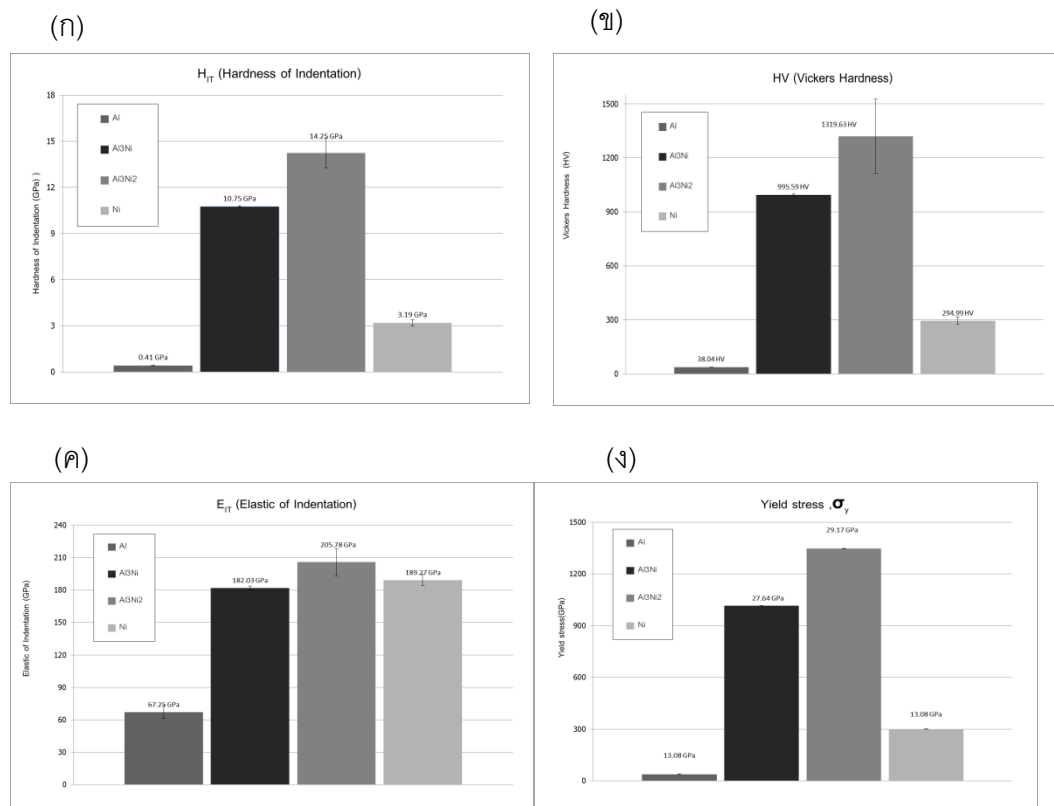 (ก)
H_IT (Hardness of Indentation)
Hardness of Indentation (GPa) )
18
15
12
9
6
3
0
Al
Al3Ni
Al3Ni2
Ni
0.41 GPa
10.75 GPa
14.25 GPa
3.19 GPa
(ข)
HV (Vickers Hardness)
Vickers Hardness (HV)
1500
1200
900
600
300
0
Al
Al3Ni
Al3Ni2
Ni
38.04 HV
995.59 HV
1319.63 HV
294.99 HV
(ค)
E_IT (Elastic of Indentation)
Elastic of Indentation (GPa)
240
210
180
150
120
90
60
30
0
Al
Al3Ni
Al3Ni2
Ni
67.25 GPa
182.03 GPa
205.78 GPa
189.27 GPa
(ง)
Yield stress ,σ_y
Yield stress(GPa)
1500
1200
900
600
300
0
Al
Al3Ni
Al3Ni2
Ni
13.08 GPa
27.64 GPa
29.17 GPa
13.08 GPa